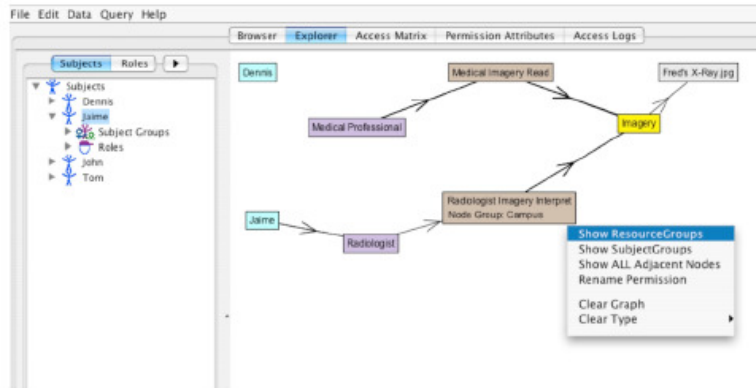 File Edit Data Query Help
Browser Explorer Access Matrix Permission Attributes Access Logs
Subjects Roles
Subjects
Dennis
Jaime
Subject Groups
Roles
John
Tom
Dennis
Medical Imagery Read
Fred's X-Ray.jpg
Medical Professional
Imagery
Radiologist Imagery Interpret
Node Group: Campus
Jaime
Radiologist
Show ResourceGroups
Show SubjectGroups
Show ALL Adjacent Nodes
Rename Permission
Clear Graph
Clear Type